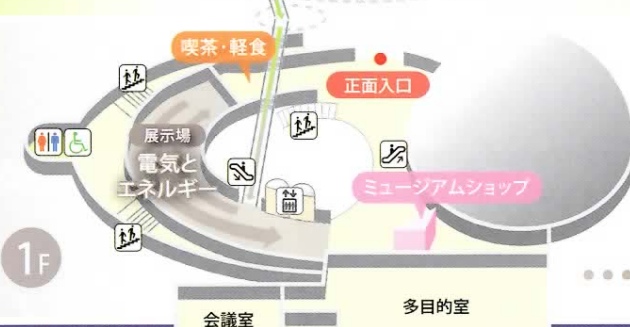 喫茶・軽食
正面入口
展示場
電気と
エネルギー
ミュージアムショップ
1F
会議室
多目的室